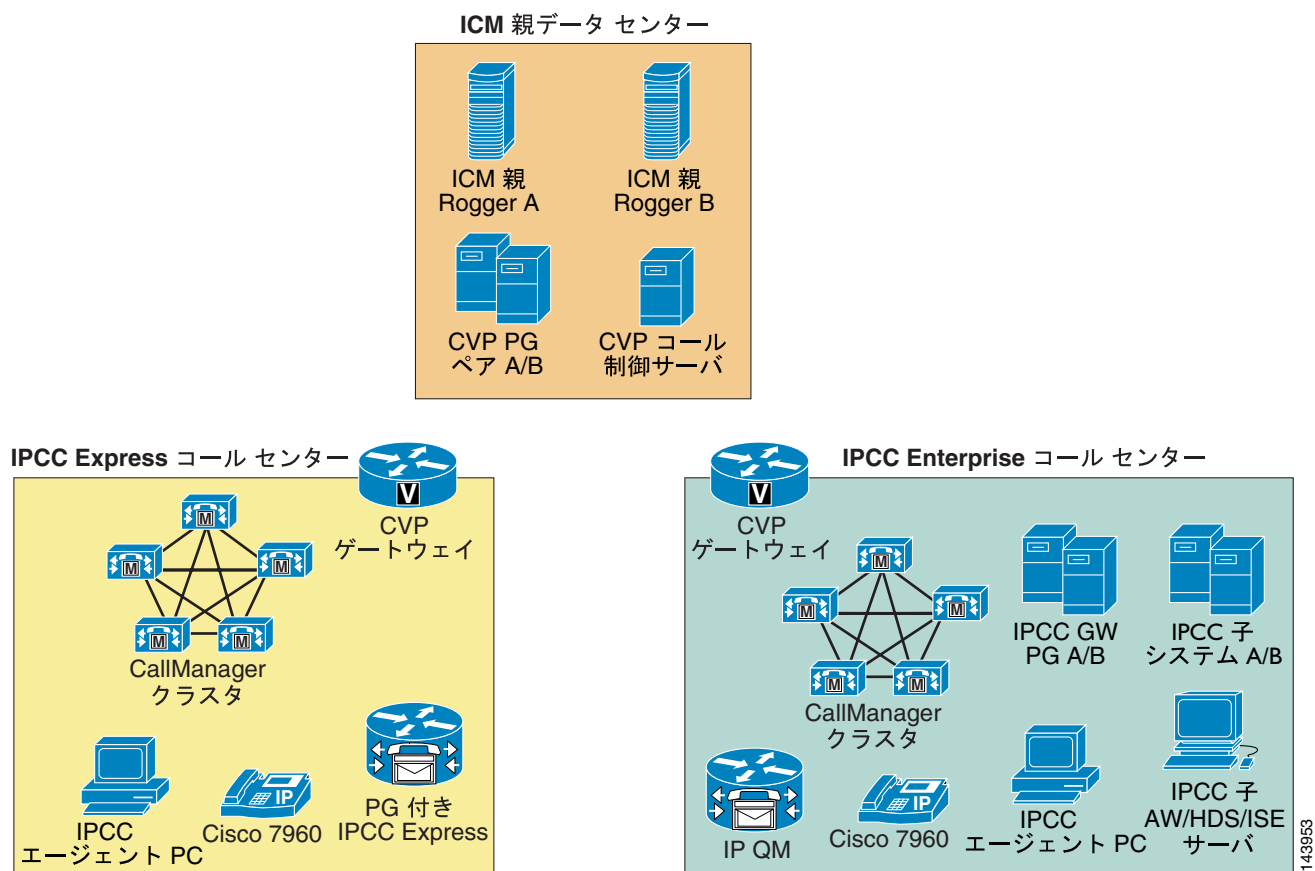 ICM 親データ センター
ICM 親
Rogger A
ICM 親
Rogger B
CVP PG
ペア A/B
CVP コール
制御サーバ
IPCC Express コール センター
V
CVP
ゲートウェイ
M
M
M
M
M
CallManager
クラスタ
IPCC
エージェント PC
IP
Cisco 7960
PG 付き
IPCC Express
IPCC Enterprise コール センター
V
CVP
ゲートウェイ
M
M
M
M
M
CallManager
クラスタ
IPCC GW
PG A/B
IPCC 子
システム A/B
IP QM
IP
Cisco 7960
IPCC
エージェント PC
IPCC 子
AW/HDS/ISE
サーバ
143953